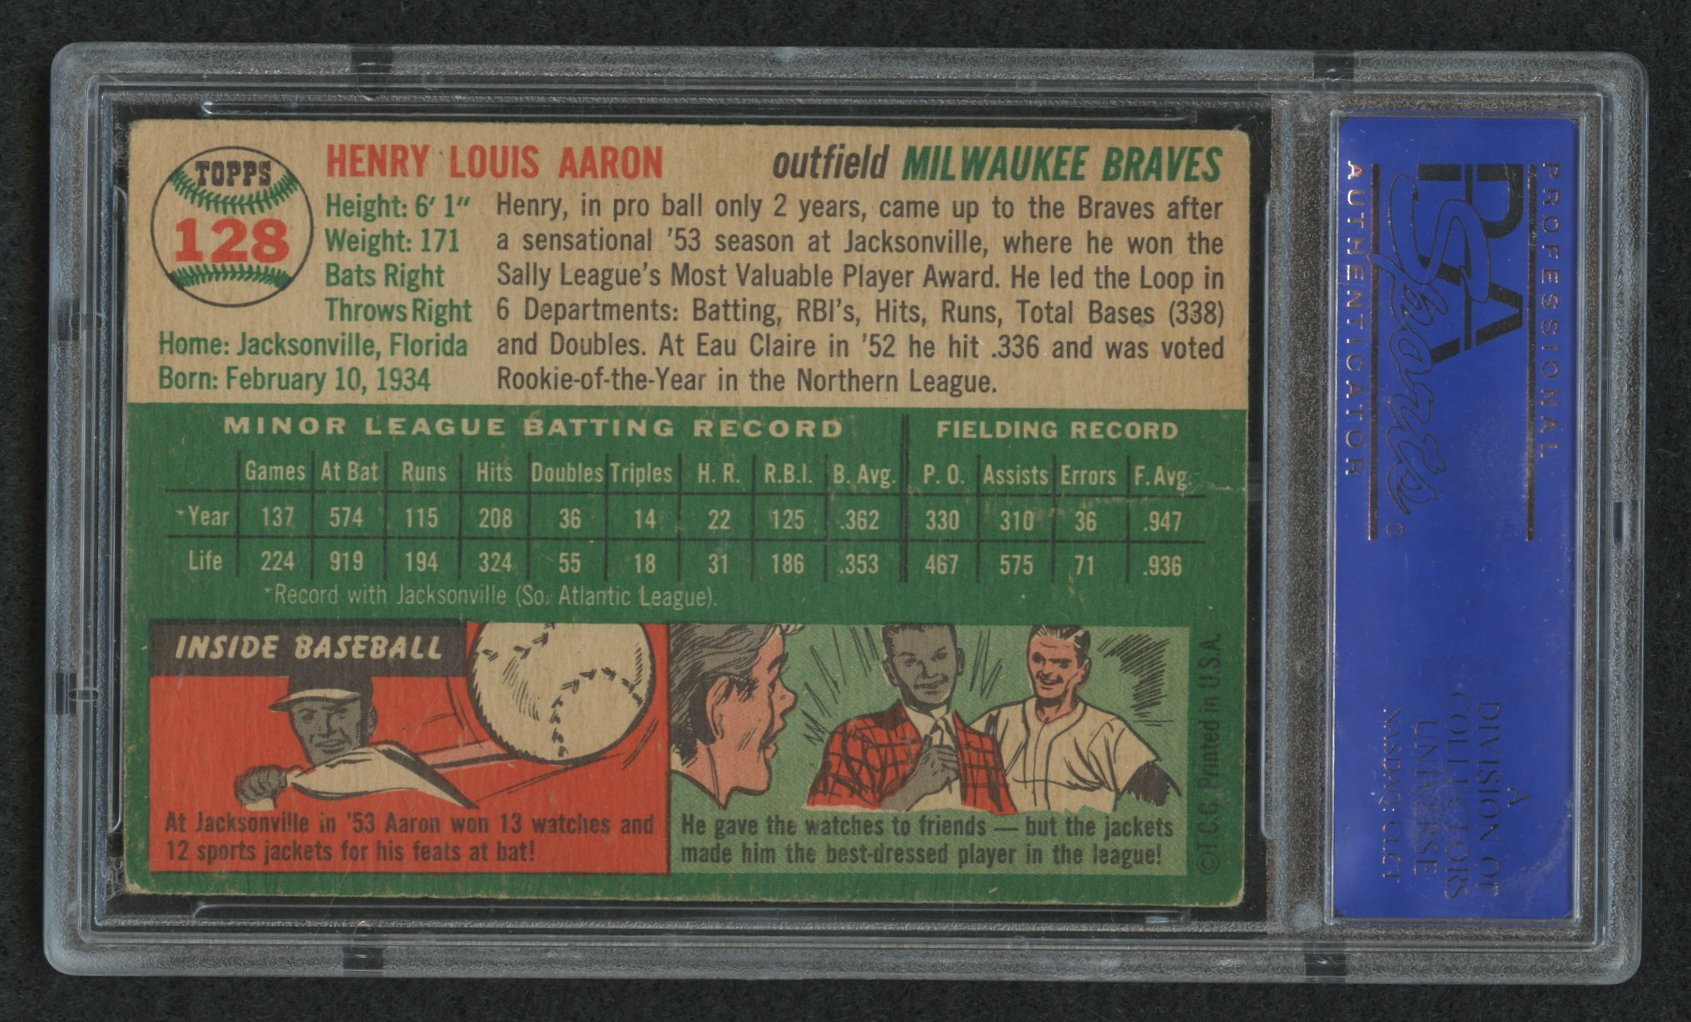 TOPPS
128
HENRY LOUIS AARON
outfield MILWAUKEE BRAVES
Height: 6' 1"
Weight: 171
Bats Right
Throws Right
Home: Jacksonville, Florida
Born: February 10, 1934
Henry, in pro ball only 2 years, came up to the Braves after
a sensational '53 season at Jacksonville, where he won the
Sally League's Most Valuable Player Award. He led the Loop in
6 Departments: Batting, RBI's, Hits, Runs, Total Bases (338)
and Doubles. At Eau Claire in '52 he hit .336 and was voted
Rookie-of-the-Year in the Northern League.
MINOR LEAGUE BATTING RECORD FIELDING RECORD
Games At Bat Runs Hits Doubles Triples H. R. R.B.I. B. Avg. P. O. Assists Errors F. Avg.
*Year 137 574 115 208 36 14 22 125 .362 330 310 36 .947
Life 224 919 194 324 55 18 31 186 .353 467 575 71 .936
*Record with Jacksonville (So. Atlantic League).
INSIDE BASEBALL
At Jacksonville in '53 Aaron won 13 watches and
12 sports jackets for his feats at bat!
He gave the watches to friends — but the jackets
made him the best-dressed player in the league!
©T.C.G. Printed in U.S.A.
PROFESSIONAL
PSA
Sports
AUTHENTICATOR
A
DIVISION OF
COLLECTORS
UNIVERSE
NASDAQ: CLCT